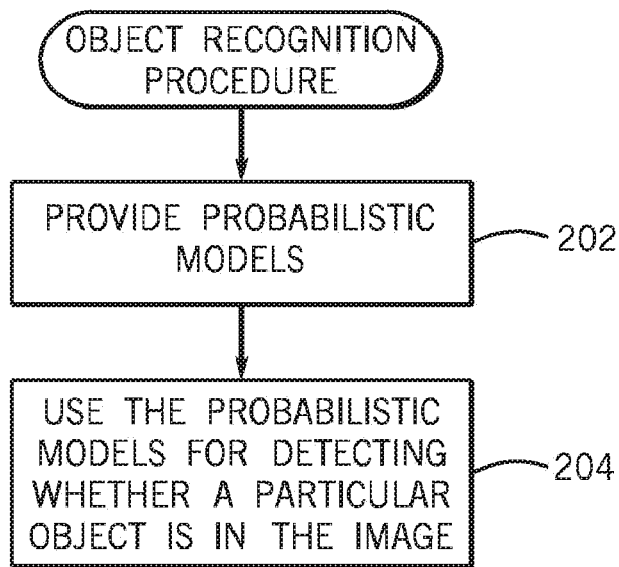 OBJECT RECOGNITION
PROCEDURE
PROVIDE PROBABILISTIC
MODELS
202
USE THE PROBABILISTIC
MODELS FOR DETECTING
WHETHER A PARTICULAR
OBJECT IS IN THE IMAGE
204